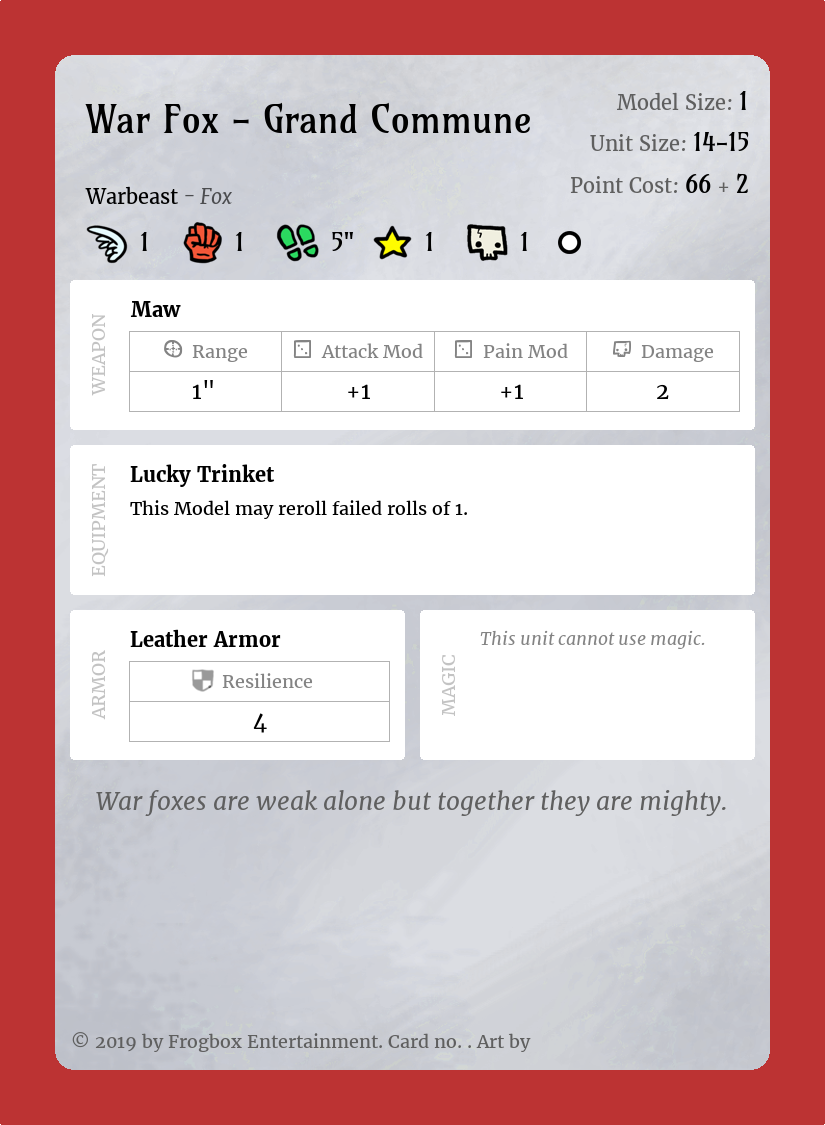 War Fox – Grand Commune
Model Size: 1
Unit Size: 14–15
Point Cost: 66 + 2
Warbeast – Fox
1 1 5" 1 1
WEAPON
Maw
Range Attack Mod Pain Mod Damage
1" +1 +1 2
EQUIPMENT
Lucky Trinket
This Model may reroll failed rolls of 1.
ARMOR
Leather Armor
Resilience
4
MAGIC
This unit cannot use magic.
War foxes are weak alone but together they are mighty.
© 2019 by Frogbox Entertainment. Card no. . Art by